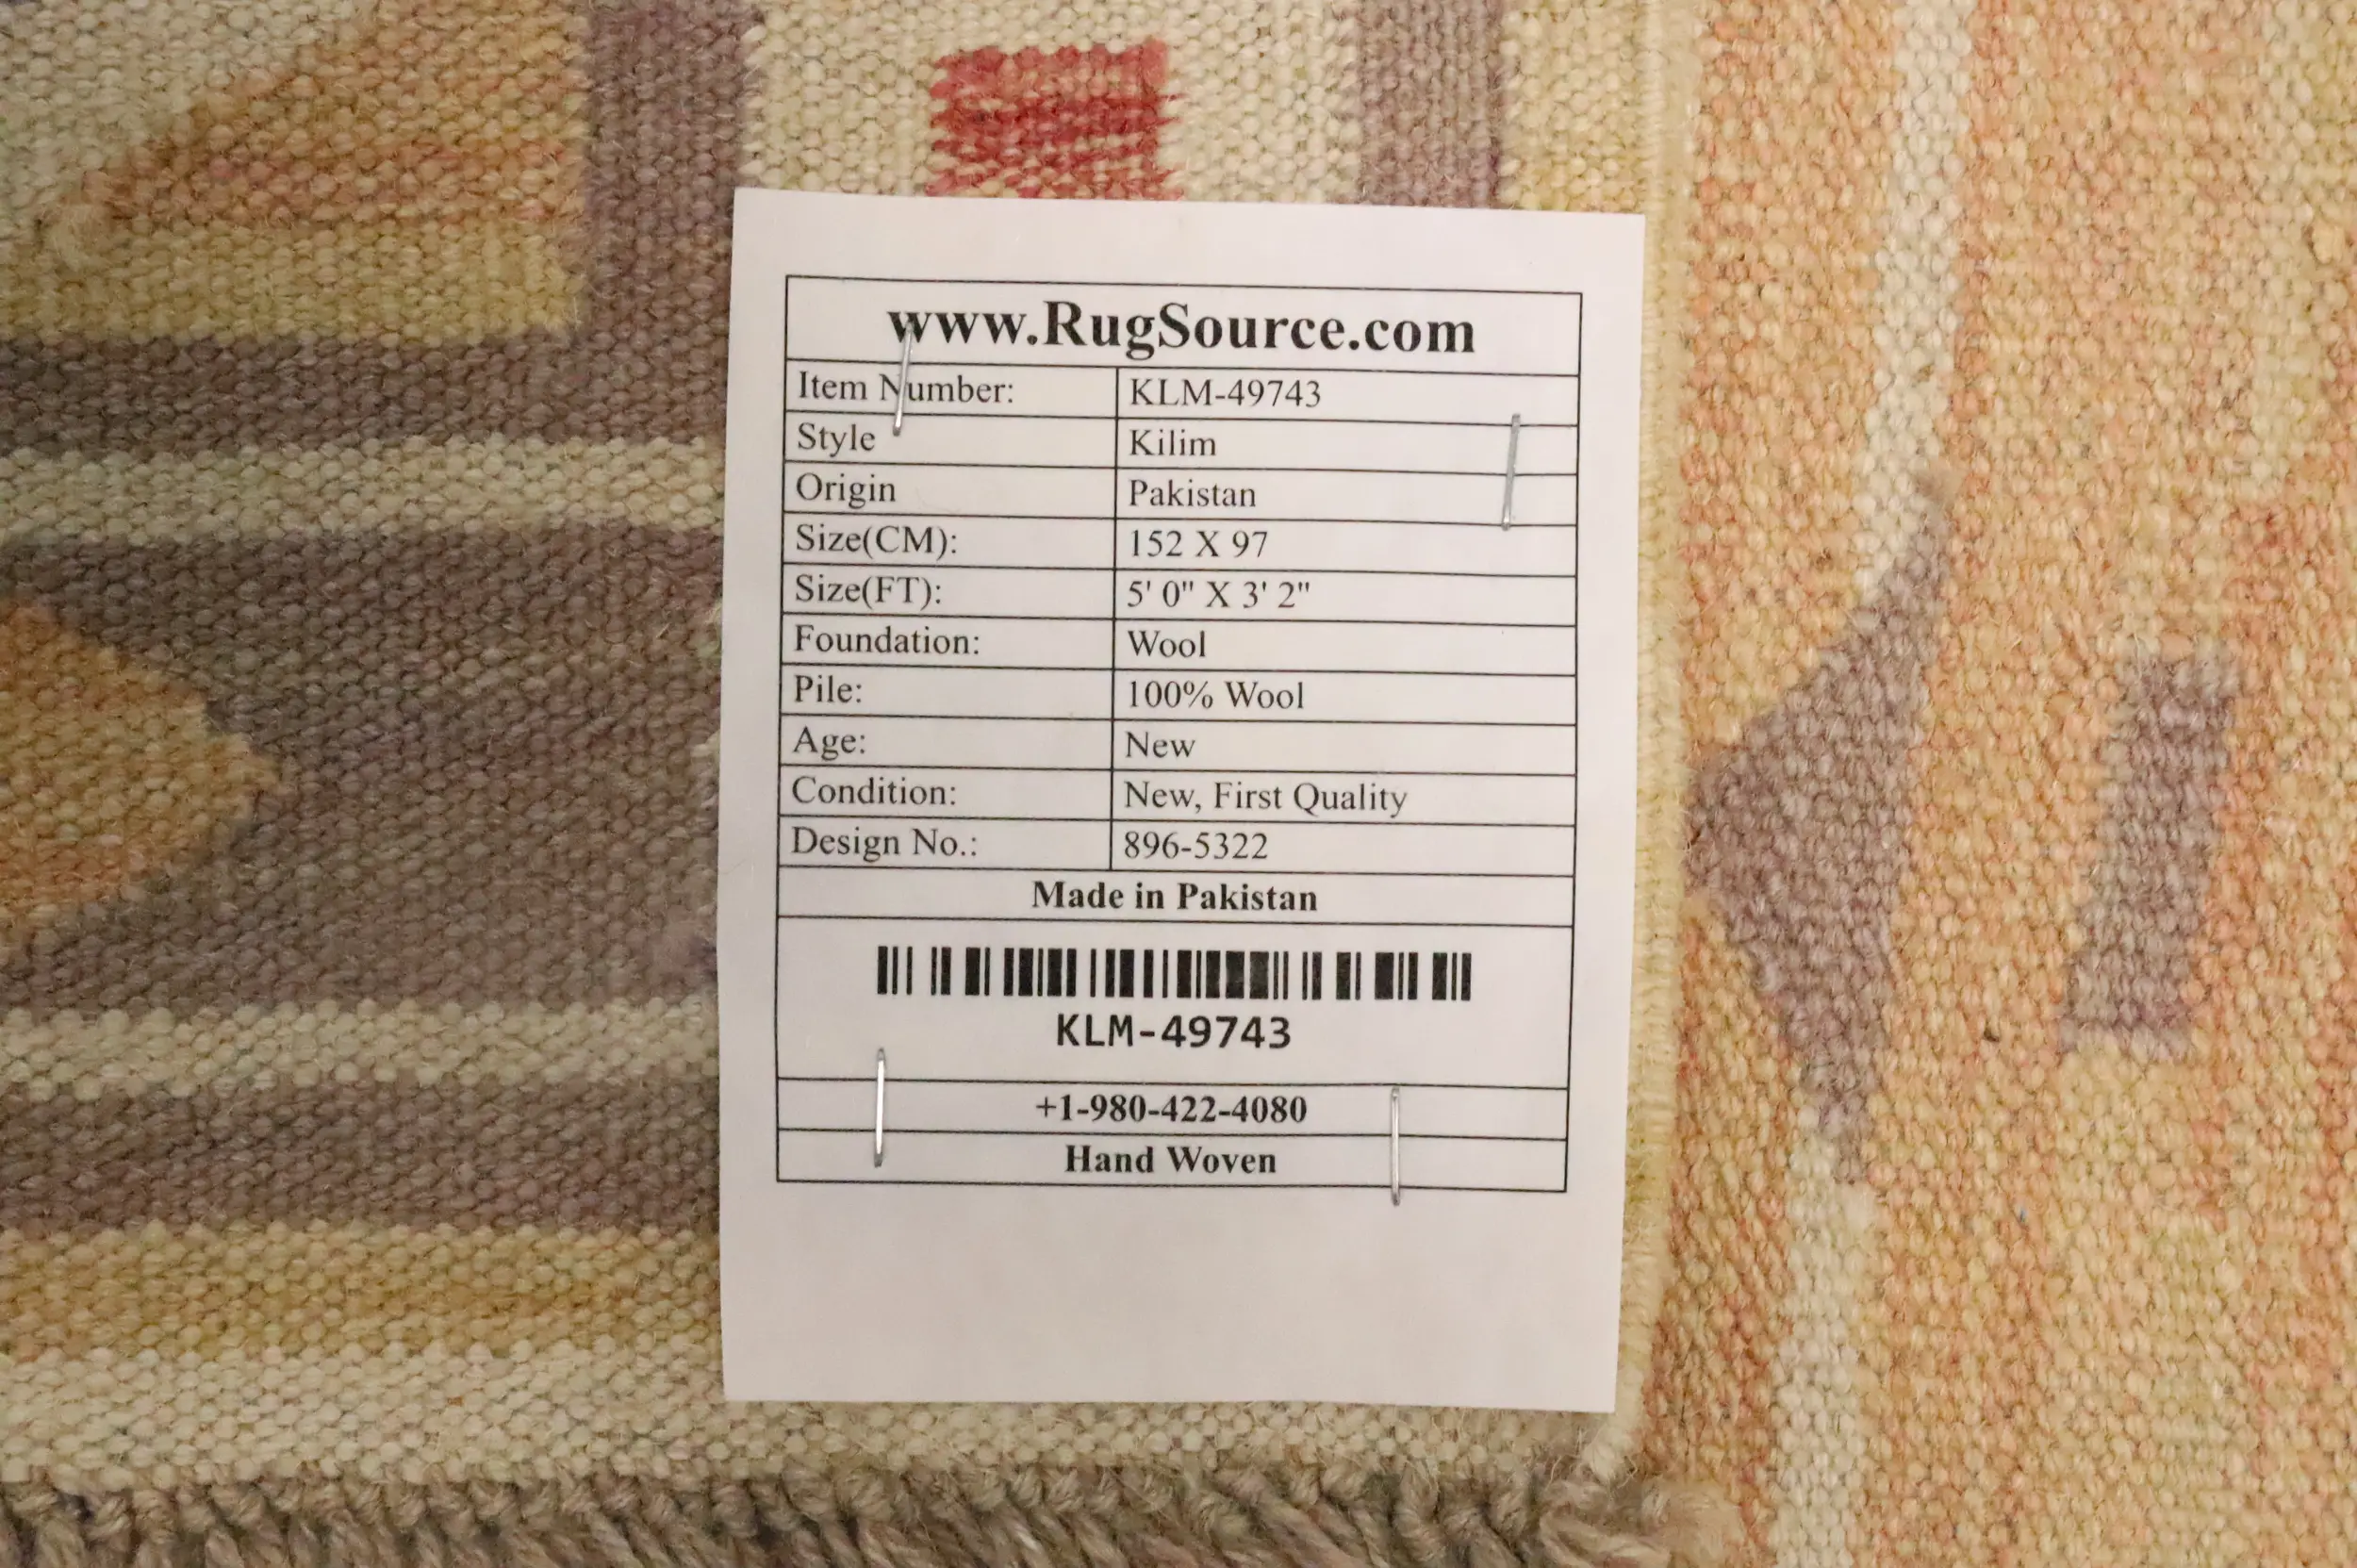 www.RugSource.com
Item Number: KLM-49743
Style Kilim
Origin Pakistan
Size(CM): 152 X 97
Size(FT): 5' 0" X 3' 2"
Foundation: Wool
Pile: 100% Wool
Age: New
Condition: New, First Quality
Design No.: 896-5322
Made in Pakistan
KLM-49743
+1-980-422-4080
Hand Woven